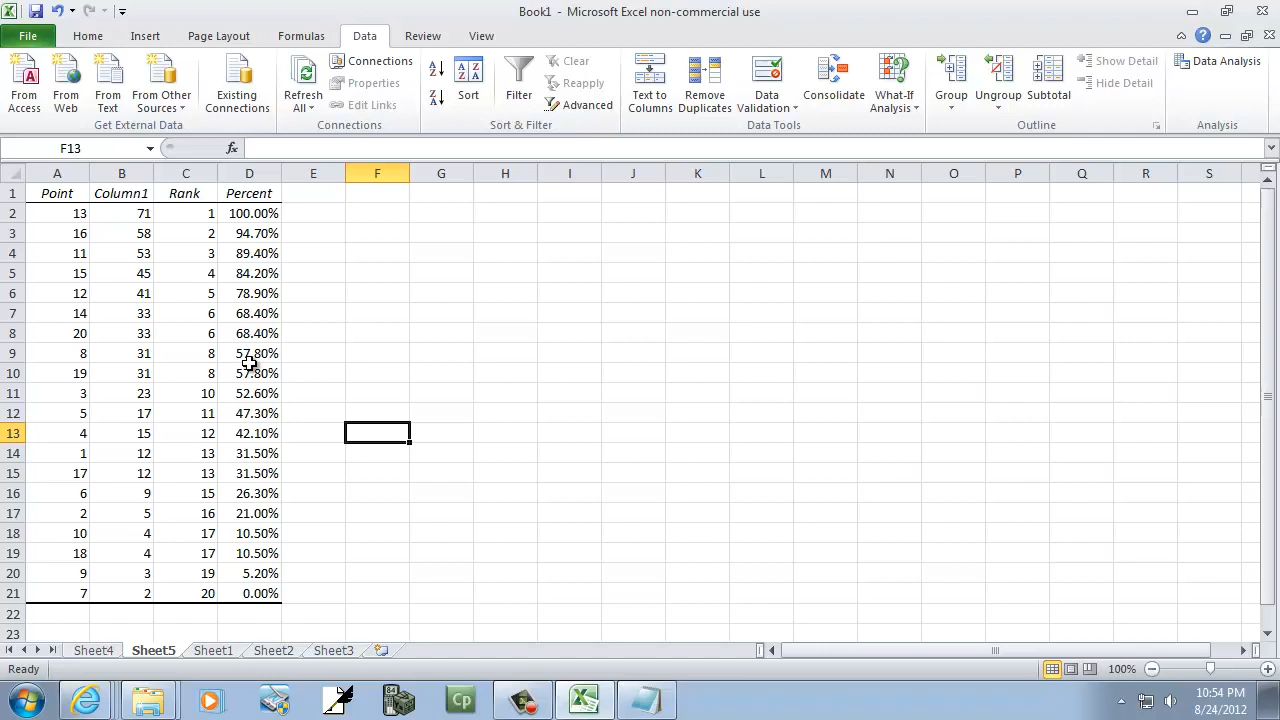 Book1 - Microsoft Excel non-commercial use
File Home Insert Page Layout Formulas Data Review View
From Access
From Web
From Text
From Other Sources
Existing Connections
Get External Data
Refresh All
Connections
Properties
Edit Links
Connections
Sort
Filter
Clear
Reapply
Advanced
Sort & Filter
Text to Columns
Remove Duplicates
Data Validation
Consolidate
What-If Analysis
Data Tools
Group
Ungroup
Subtotal
Show Detail
Hide Detail
Outline
Data Analysis
Analysis
F13 fx
A B C D E F G H I J K L M N O P Q R S
1 Point Column1 Rank Percent
2 13 71 1 100.00%
3 16 58 2 94.70%
4 11 53 3 89.40%
5 15 45 4 84.20%
6 12 41 5 78.90%
7 14 33 6 68.40%
8 20 33 6 68.40%
9 8 31 8 57.80%
10 19 31 8 57.80%
11 3 23 10 52.60%
12 5 17 11 47.30%
13 4 15 12 42.10%
14 1 12 13 31.50%
15 17 12 13 31.50%
16 6 9 15 26.30%
17 2 5 16 21.00%
18 10 4 17 10.50%
19 18 4 17 10.50%
20 9 3 19 5.20%
21 7 2 20 0.00%
22
23
Sheet4 Sheet5 Sheet1 Sheet2 Sheet3
Ready 100%
Cp
10:54 PM
8/24/2012